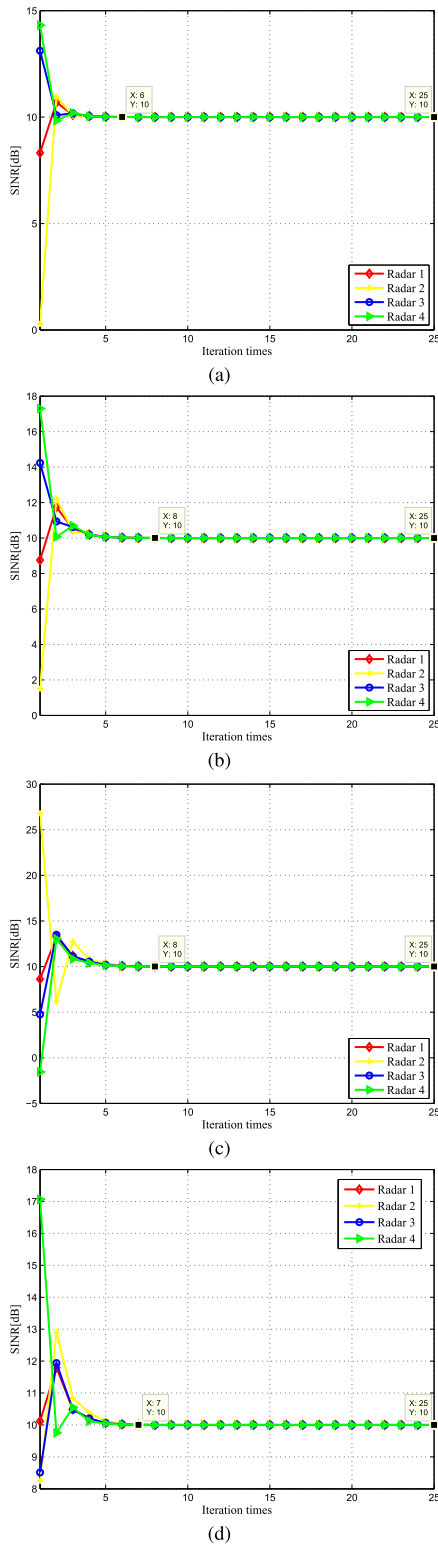 15
10
5
0
SINR[dB]
X: 6
Y: 10
X: 25
Y: 10
Radar 1
Radar 2
Radar 3
Radar 4
5
10
15
20
25
Iteration times
(a)
18
16
14
12
10
8
6
4
2
0
SINR[dB]
X: 8
Y: 10
X: 25
Y: 10
Radar 1
Radar 2
Radar 3
Radar 4
5
10
15
20
25
Iteration times
(b)
30
25
20
15
10
5
0
−5
SINR[dB]
X: 8
Y: 10
X: 25
Y: 10
Radar 1
Radar 2
Radar 3
Radar 4
5
10
15
20
25
Iteration times
(c)
18
17
16
15
14
13
12
11
10
9
8
SINR[dB]
Radar 1
Radar 2
Radar 3
Radar 4
X: 7
Y: 10
X: 25
Y: 10
5
10
15
20
25
Iteration times
(d)